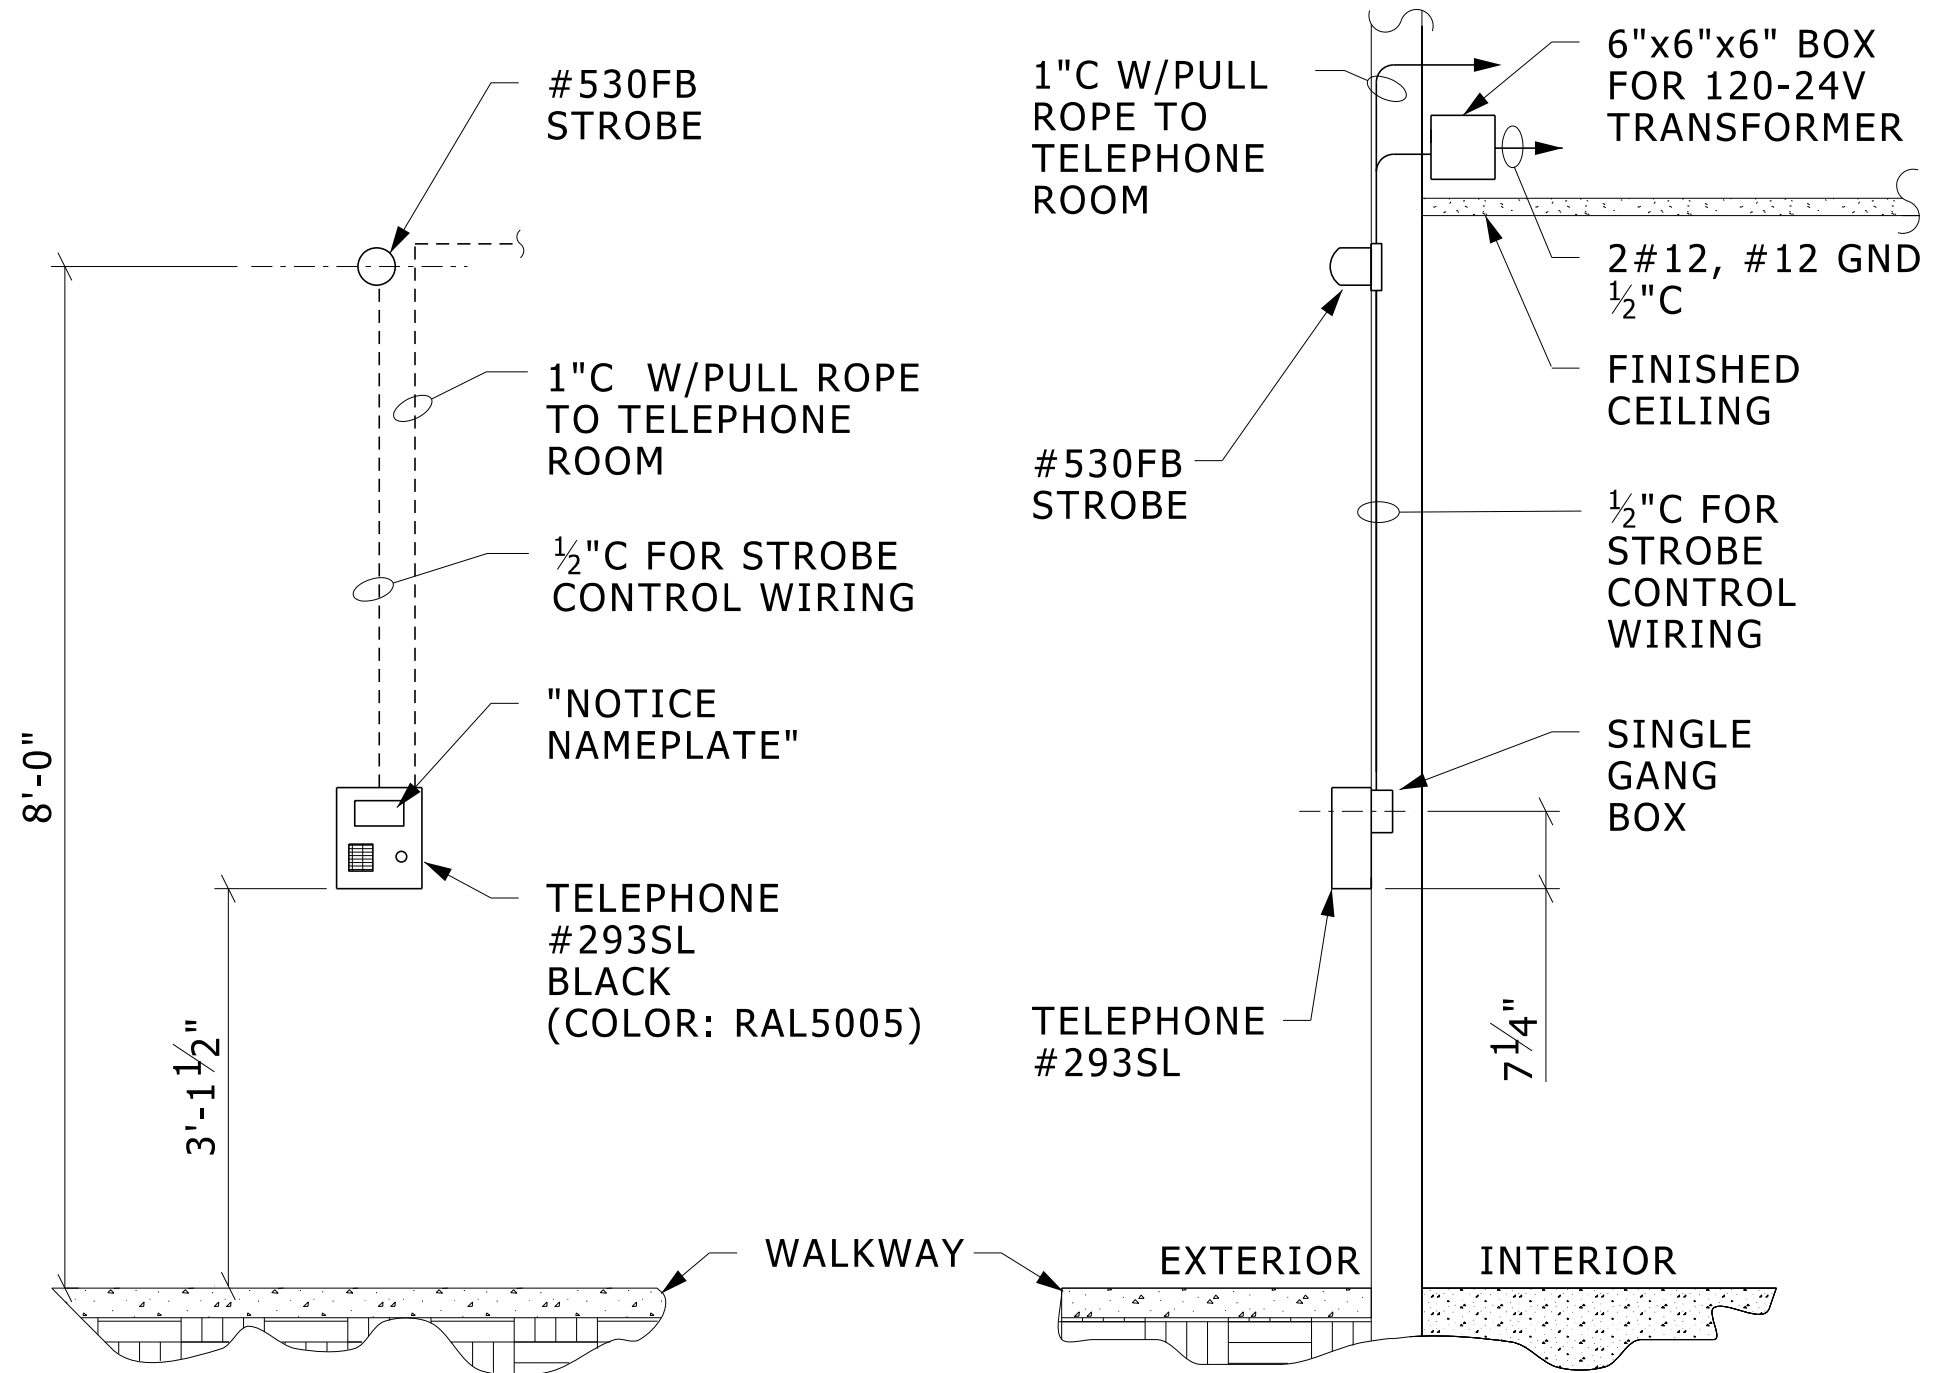 #530FB
STROBE
1"C W/PULL ROPE
TO TELEPHONE
ROOM
½"C FOR STROBE
CONTROL WIRING
"NOTICE
NAMEPLATE"
TELEPHONE
#293SL
BLACK
(COLOR: RAL5005)
8'-0"
3'-1½"
WALKWAY
1"C W/PULL
ROPE TO
TELEPHONE
ROOM
#530FB
STROBE
TELEPHONE
#293SL
6"x6"x6" BOX
FOR 120-24V
TRANSFORMER
2#12, #12 GND
½"C
FINISHED
CEILING
½"C FOR
STROBE
CONTROL
WIRING
SINGLE
GANG
BOX
7¼"
EXTERIOR
INTERIOR